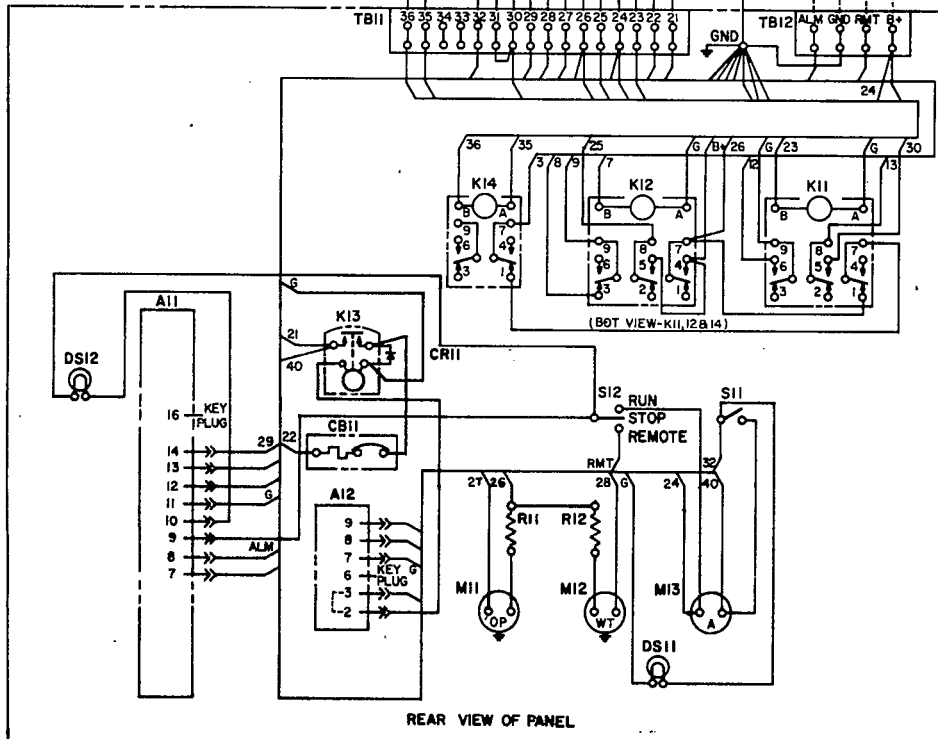 TB11 36 35 34 33 32 31 30 29 28 27 26 25 24 23 22 21
GND
TB12 ALM GND RMT B+
24
36 35 3 8 9 25 7 G B+ 26 12 G 23 G 13 30
K14 K12 K11
B A B A B A
9 7 9 8 7 9 8 7
6 4 6 5 4 6 5 4
3 1 3 2 1 3 2 1
(BOT VIEW-K11, 12 & 14)
G
A11
K13
21
40
CR11
DS12
S12 RUN
STOP
REMOTE
S11
16 KEY
PLUG
CB11
29 22
14
13
12
11 G
10
9
8 ALM
7
A12
9
8
7 G
6 KEY
PLUG
3
2
27 26 RMT 28 G 24 32 40
R11 R12
M11 M12 M13
OP WT A
DS11
REAR VIEW OF PANEL